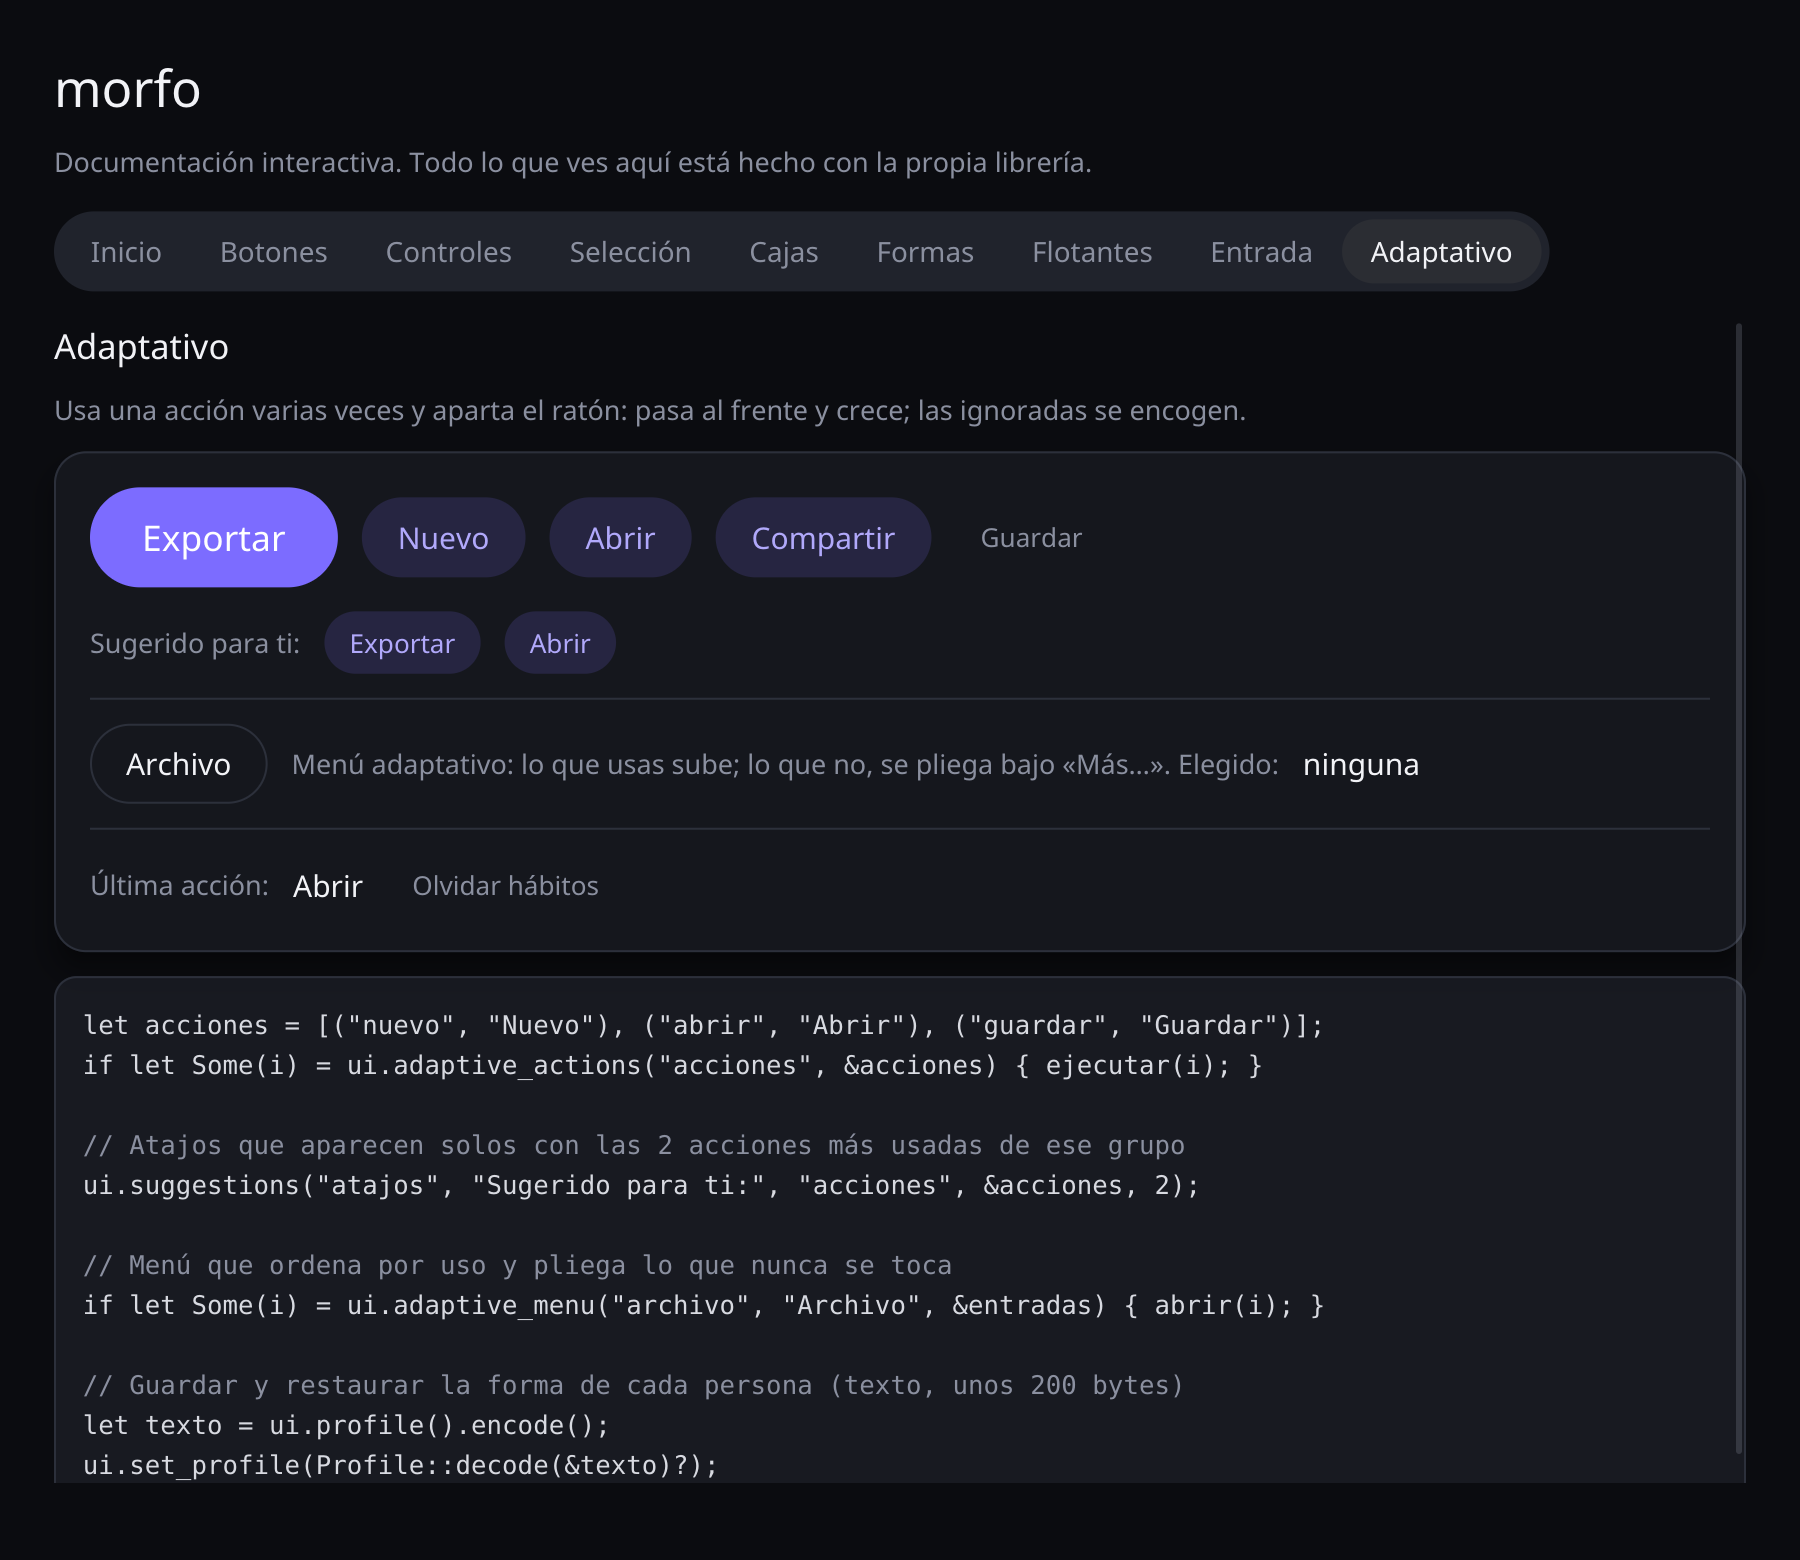 morfo
Documentación interactiva. Todo lo que ves aquí está hecho con la propia librería.
Inicio Botones Controles Selección Cajas Formas Flotantes Entrada Adaptativo
Adaptativo
Usa una acción varias veces y aparta el ratón: pasa al frente y crece; las ignoradas se encogen.
Exportar Nuevo Abrir Compartir Guardar
Sugerido para ti: Exportar Abrir
Archivo Menú adaptativo: lo que usas sube; lo que no, se pliega bajo «Más…». Elegido: ninguna
Última acción: Abrir Olvidar hábitos
let acciones = [("nuevo", "Nuevo"), ("abrir", "Abrir"), ("guardar", "Guardar")];
if let Some(i) = ui.adaptive_actions("acciones", &acciones) { ejecutar(i); }
// Atajos que aparecen solos con las 2 acciones más usadas de ese grupo
ui.suggestions("atajos", "Sugerido para ti:", "acciones", &acciones, 2);
// Menú que ordena por uso y pliega lo que nunca se toca
if let Some(i) = ui.adaptive_menu("archivo", "Archivo", &entradas) { abrir(i); }
// Guardar y restaurar la forma de cada persona (texto, unos 200 bytes)
let texto = ui.profile().encode();
ui.set_profile(Profile::decode(&texto)?);